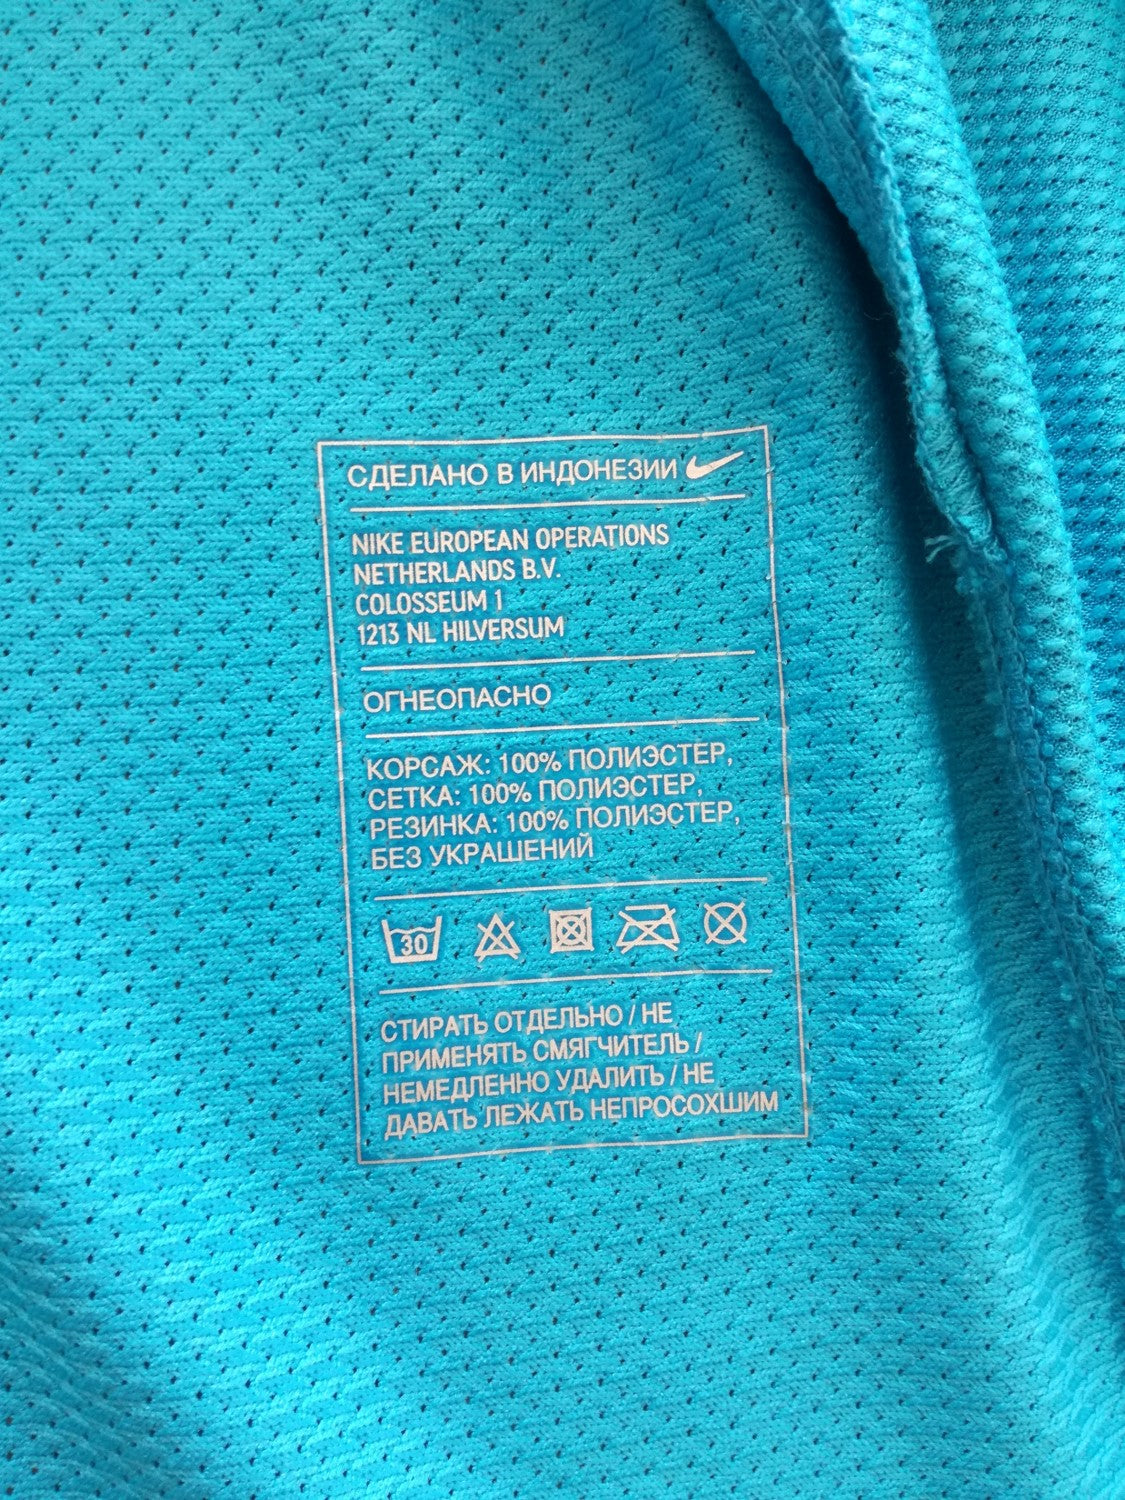 СДЕЛАНО В ИНДОНЕЗИИ
NIKE EUROPEAN OPERATIONS
NETHERLANDS B.V.
COLOSSEUM 1
1213 NL HILVERSUM
ОГНЕОПАСНО
КОРСАЖ: 100% ПОЛИЭСТЕР,
СЕТКА: 100% ПОЛИЭСТЕР,
РЕЗИНКА: 100% ПОЛИЭСТЕР,
БЕЗ УКРАШЕНИЙ
30
СТИРАТЬ ОТДЕЛЬНО / НЕ
ПРИМЕНЯТЬ СМЯГЧИТЕЛЬ /
НЕМЕДЛЕННО УДАЛИТЬ / НЕ
ДАВАТЬ ЛЕЖАТЬ НЕПРОСОХШИМ